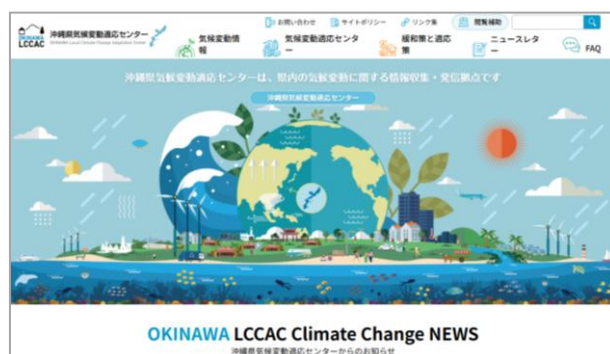 お問い合わせ サイトポリシー リンク集 閲覧補助
OKINAWA
LCCAC
沖縄県気候変動適応センター
OKINAWA Local Climate Change Adaptation Center
気候変動情報
気候変動適応センター
緩和策と適応策
ニュースレター
FAQ
沖縄県気候変動適応センターは、県内の気候変動に関する情報収集・発信拠点です
沖縄県気候変動適応センター
OKINAWA LCCAC Climate Change NEWS
沖縄県気候変動適応センターからのお知らせ